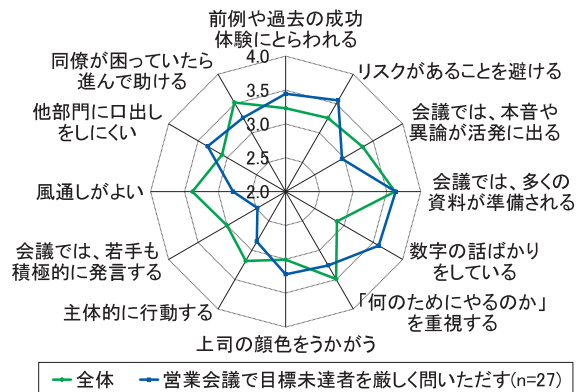 前例や過去の成功
体験にとらわれる
リスクがあることを避ける
会議では、本音や
異論が活発に出る
会議では、多くの
資料が準備される
数字の話ばかり
をしている
「何のためにやるのか」
を重視する
上司の顔色をうかがう
主体的に行動する
会議では、若手も
積極的に発言する
風通しがよい
他部門に口出し
をしにくい
同僚が困っていたら
進んで助ける
4.0
3.5
3.0
2.5
2.0
全体
営業会議で目標未達者を厳しく問いただす(n=27)